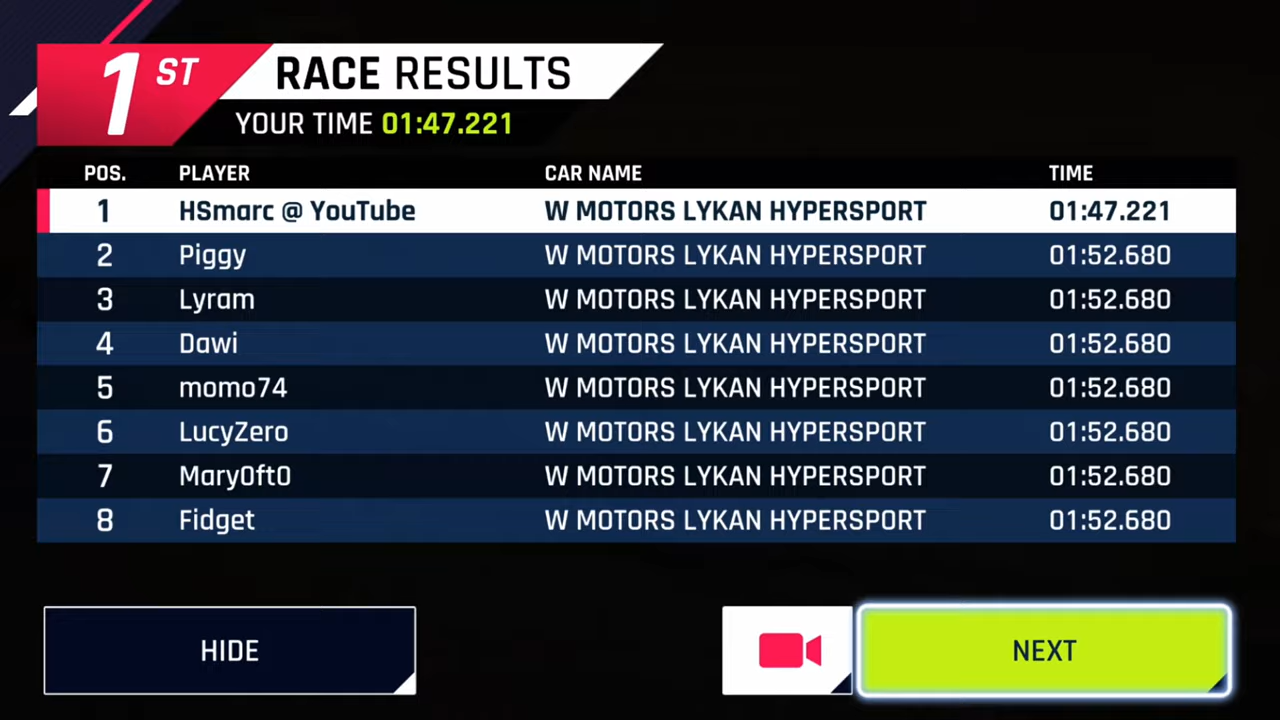 1ST RACE RESULTS
YOUR TIME 01:47.221
POS. PLAYER CAR NAME TIME
1 HSmarc @ YouTube W MOTORS LYKAN HYPERSPORT 01:47.221
2 Piggy W MOTORS LYKAN HYPERSPORT 01:52.680
3 Lyram W MOTORS LYKAN HYPERSPORT 01:52.680
4 Dawi W MOTORS LYKAN HYPERSPORT 01:52.680
5 momo74 W MOTORS LYKAN HYPERSPORT 01:52.680
6 LucyZero W MOTORS LYKAN HYPERSPORT 01:52.680
7 Mary0ft0 W MOTORS LYKAN HYPERSPORT 01:52.680
8 Fidget W MOTORS LYKAN HYPERSPORT 01:52.680
HIDE NEXT